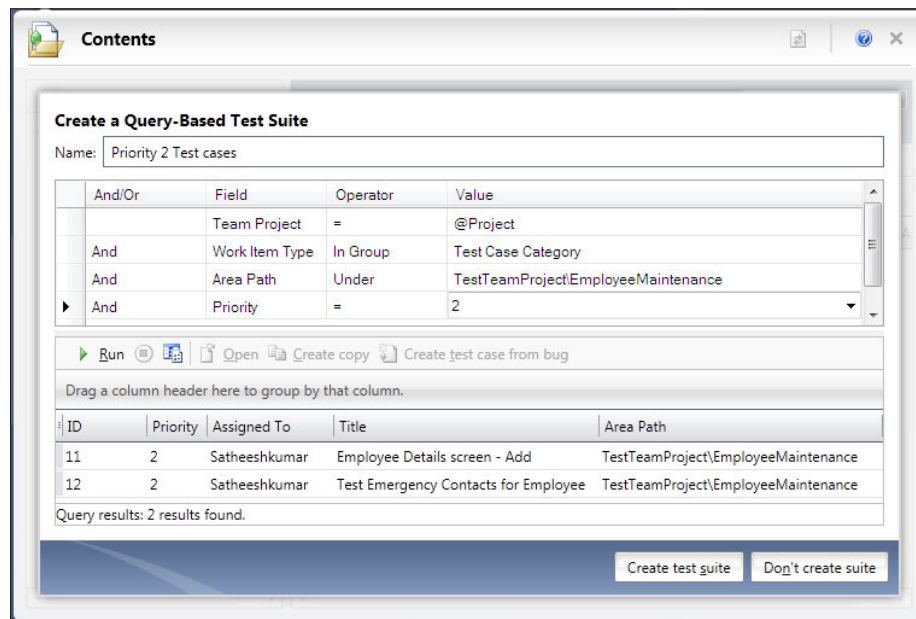 Contents
Create a Query-Based Test Suite
Name: Priority 2 Test cases
And/Or Field Operator Value
Team Project = @Project
And Work Item Type In Group Test Case Category
And Area Path Under TestTeamProject\EmployeeMaintenance
And Priority = 2
Run Open Create copy Create test case from bug
Drag a column header here to group by that column.
ID Priority Assigned To Title Area Path
11 2 Satheeshkumar Employee Details screen - Add TestTeamProject\EmployeeMaintenance
12 2 Satheeshkumar Test Emergency Contacts for Employee TestTeamProject\EmployeeMaintenance
Query results: 2 results found.
Create test suite Don't create suite